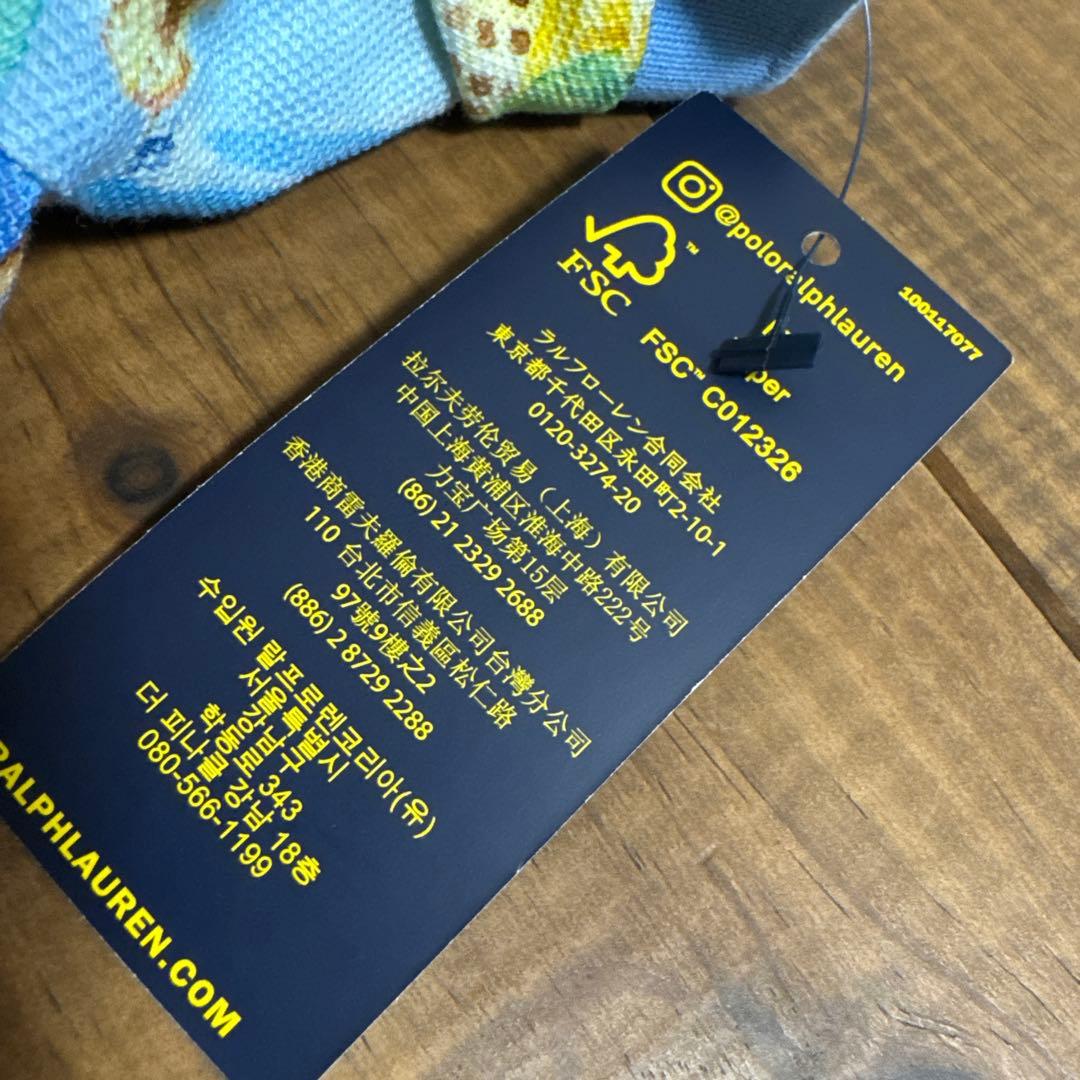 @poloralphlauren
100117077
FSC™
FSC™ C012326
ラルフローレン合同会社
東京都千代田区永田町2-10-1
0120-3274-20
拉尔夫劳伦贸易（上海）有限公司
中国上海黄浦区淮海中路222号
力宝广场第15层
(86) 21 2329 2688
香港商雷夫羅倫有限公司台灣分公司
110 台北市信義區松仁路
97號9樓之2
(886) 2 8729 2288
수입원 랄프로렌코리아(유)
서울특별시
강남구
학동로 343
더 피나클 강남 18층
080-566-1199
RALPHLAUREN.COM